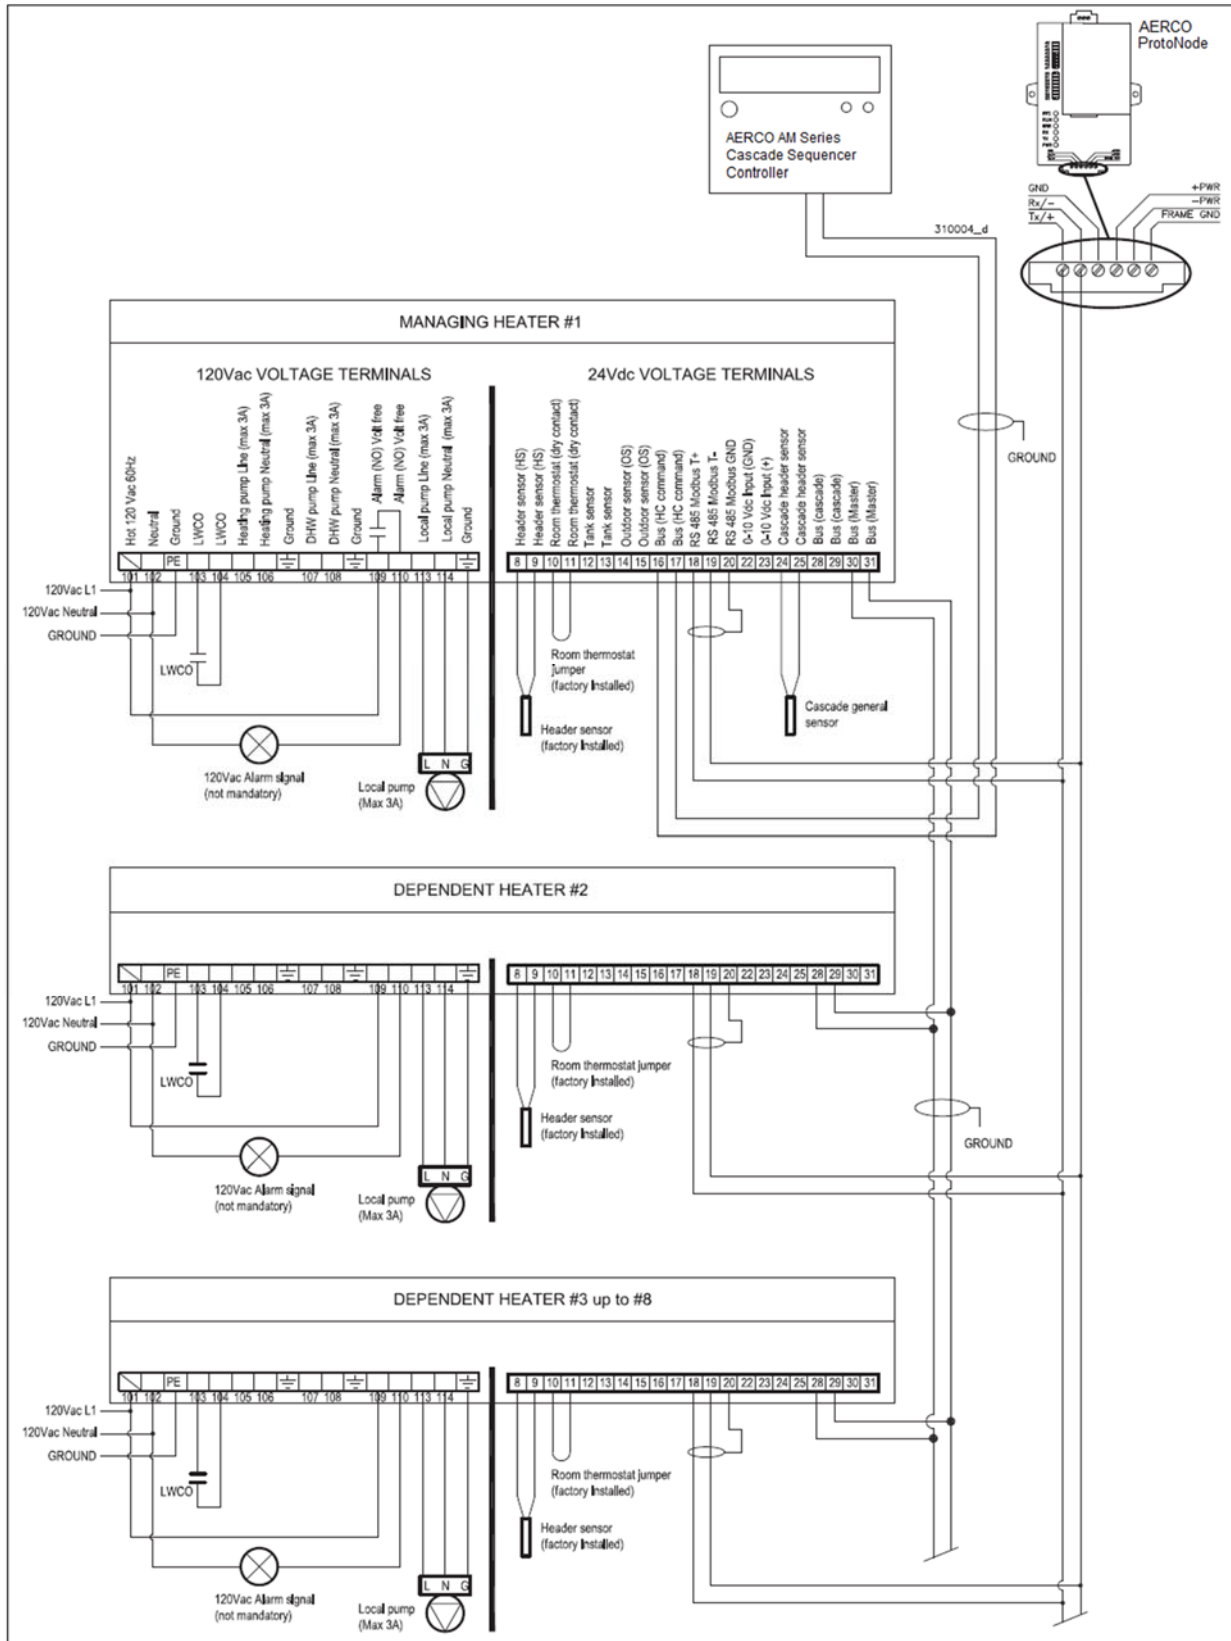 AERCO
ProtoNode
AERCO AM Series
Cascade Sequencer
Controller
GND
Rx/-
Tx/+
+PWR
-PWR
FRAME GND
310004_d
MANAGING HEATER #1
120Vac VOLTAGE TERMINALS
24Vdc VOLTAGE TERMINALS
Hot 120 Vac 60Hz
Neutral
Ground
LWCO
LWCO
Heating pump Line (max 3A)
Heating pump Neutral (max 3A)
Ground
DHW pump Line (max 3A)
DHW pump Neutral (max 3A)
Ground
Alarm (NO) Volt free
Alarm (NO) Volt free
Local pump Line (max 3A)
Local pump Neutral (max 3A)
Ground
Header sensor (HS)
Header sensor (HS)
Room thermostat (dry contact)
Room thermostat (dry contact)
Tank sensor
Tank sensor
Outdoor sensor (OS)
Outdoor sensor (OS)
Bus (HC command)
Bus (HC command)
RS 485 Modbus T+
RS 485 Modbus T-
RS 485 Modbus GND
0-10 Vdc Input (GND)
0-10 Vdc Input (+)
Cascade header sensor
Cascade header sensor
Bus (cascade)
Bus (cascade)
Bus (Master)
Bus (Master)
GROUND
PE
8 9 10 11 12 13 14 15 16 17 18 19 20 22 23 24 25 28 29 30 31
101 102 103 104 105 106 107 108 109 110 113 114
120Vac L1
120Vac Neutral
GROUND
LWCO
120Vac Alarm signal
(not mandatory)
L N G
Local pump
(Max 3A)
Room thermostat
jumper
(factory Installed)
Header sensor
(factory Installed)
Cascade general
sensor
DEPENDENT HEATER #2
PE
8 9 10 11 12 13 14 15 16 17 18 19 20 22 23 24 25 28 29 30 31
101 102 103 104 105 106 107 108 109 110 113 114
120Vac L1
120Vac Neutral
GROUND
LWCO
120Vac Alarm signal
(not mandatory)
L N G
Local pump
(Max 3A)
Room thermostat jumper
(factory Installed)
Header sensor
(factory Installed)
GROUND
DEPENDENT HEATER #3 up to #8
PE
8 9 10 11 12 13 14 15 16 17 18 19 20 22 23 24 25 28 29 30 31
101 102 103 104 105 106 107 108 109 110 113 114
120Vac L1
120Vac Neutral
GROUND
LWCO
120Vac Alarm signal
(not mandatory)
L N G
Local pump
(Max 3A)
Room thermostat jumper
(factory Installed)
Header sensor
(factory Installed)